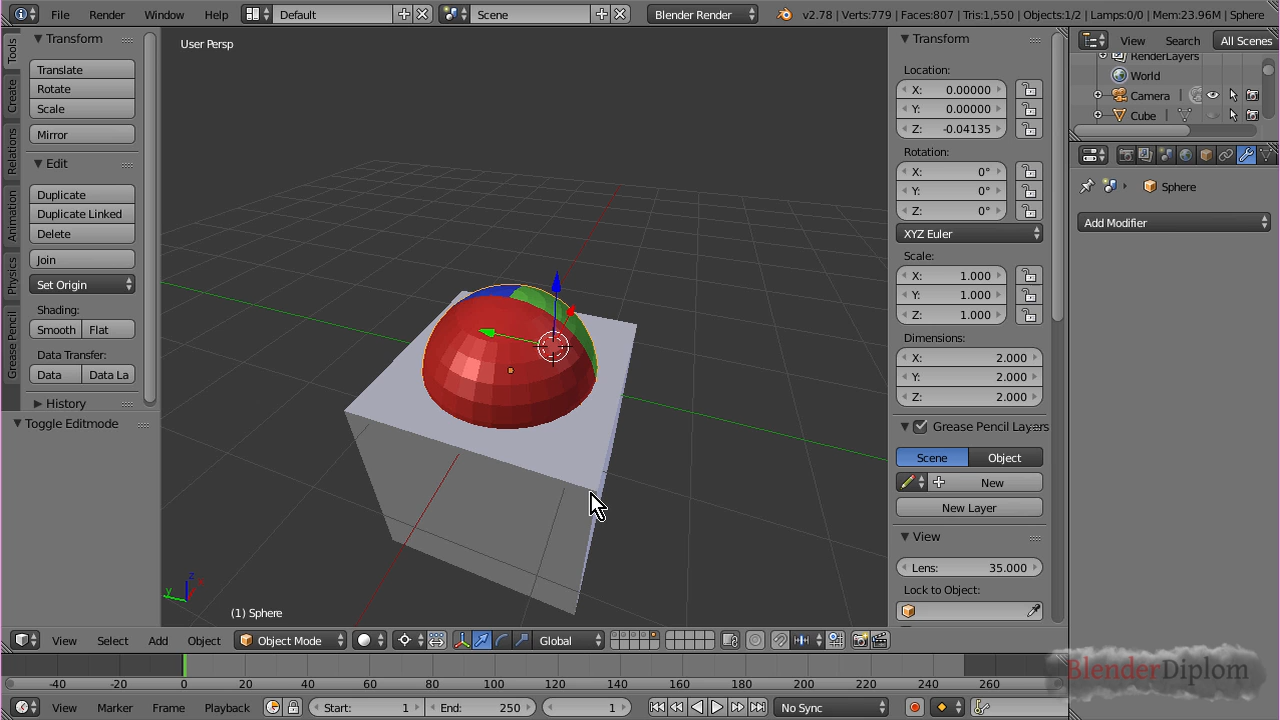 File Render Window Help Default Scene Blender Render v2.78 | Verts:779 | Faces:807 | Tris:1,550 | Objects:1/2 | Lamps:0/0 | Mem:23.96M | Sphere
Tools
Create
Relations
Animation
Physics
Grease Pencil
Transform
Translate
Rotate
Scale
Mirror
Edit
Duplicate
Duplicate Linked
Delete
Join
Set Origin
Shading:
Smooth Flat
Data Transfer:
Data Data La
History
Toggle Editmode
User Persp
(1) Sphere
z
y
x
Transform
Location:
X: 0.00000
Y: 0.00000
Z: -0.04135
Rotation:
X: 0°
Y: 0°
Z: 0°
XYZ Euler
Scale:
X: 1.000
Y: 1.000
Z: 1.000
Dimensions:
X: 2.000
Y: 2.000
Z: 2.000
Grease Pencil Layers
Scene Object
New
New Layer
View
Lens: 35.000
Lock to Object:
View Search All Scenes
RenderLayers
World
Camera
Cube
Sphere
Add Modifier
View Select Add Object Object Mode Global
-40 -20 0 20 40 60 80 100 120 140 160 180 200 220 240 260
View Marker Frame Playback Start: 1 End: 250 1 No Sync
BlenderDiplom